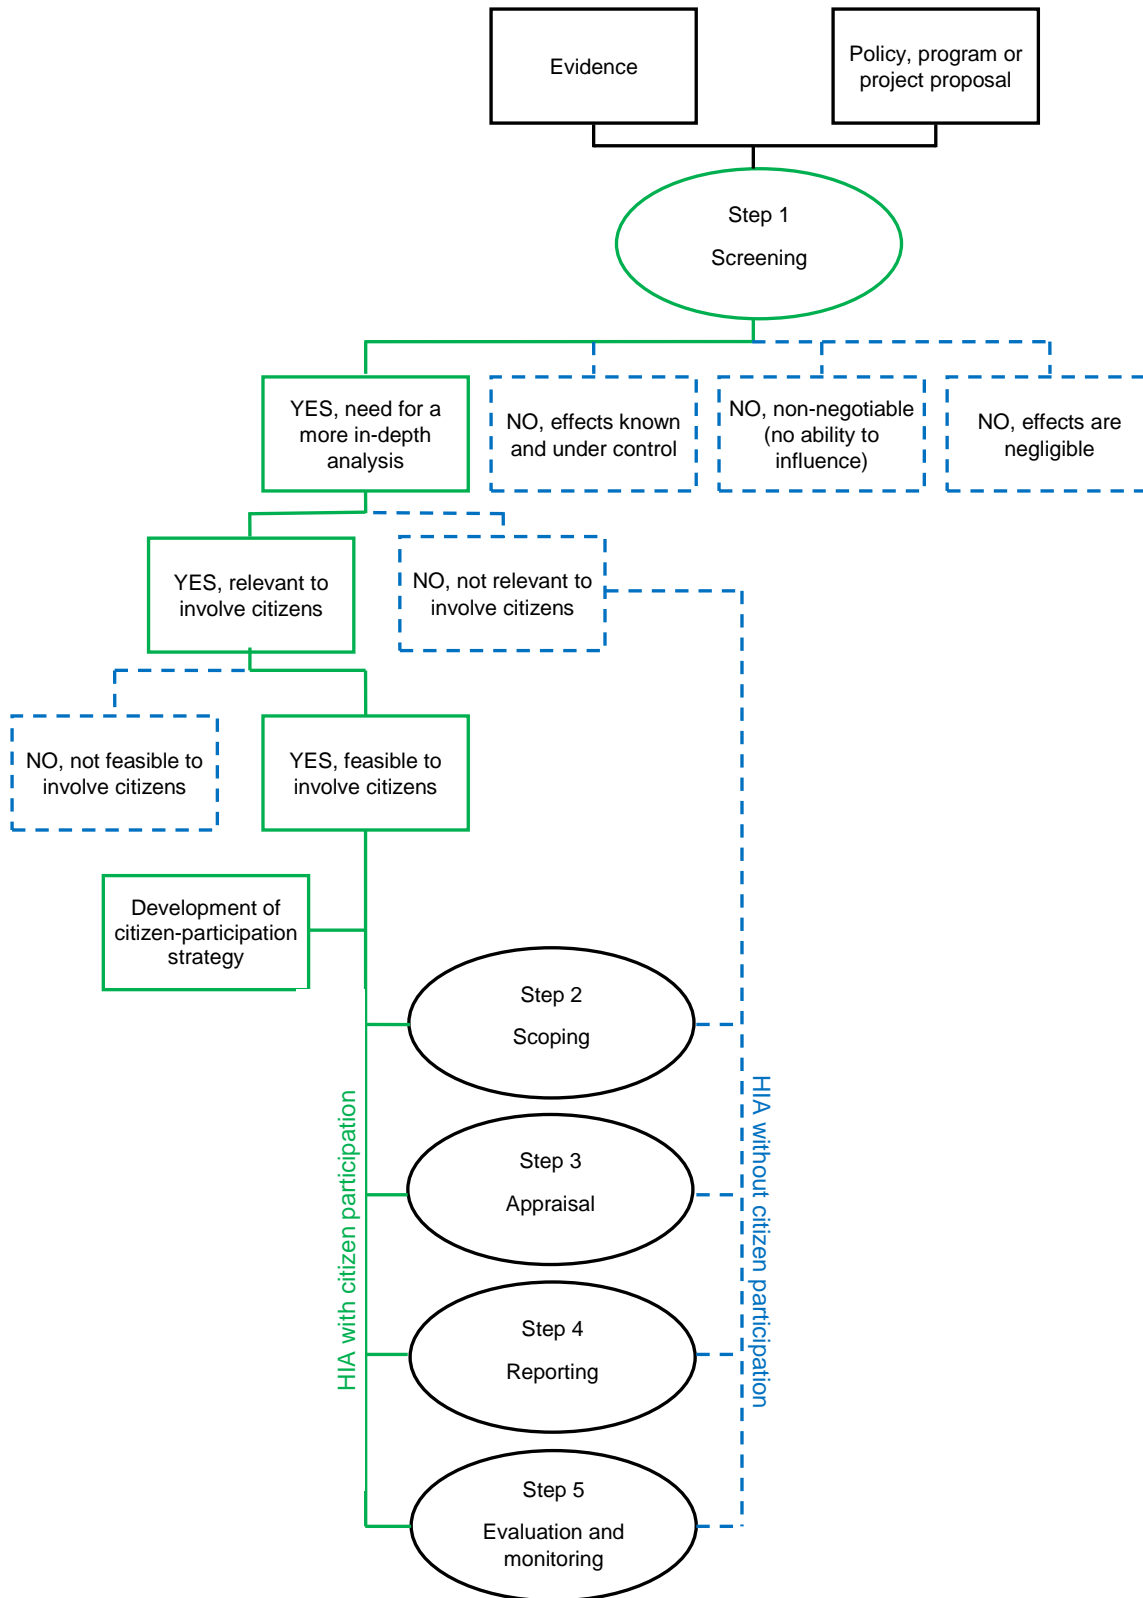 Evidence
Policy, program or
project proposal
Step 1
Screening
YES, need for a
more in-depth
analysis
NO, effects known
and under control
NO, non-negotiable
(no ability to
influence)
NO, effects are
negligible
YES, relevant to
involve citizens
NO, not relevant to
involve citizens
NO, not feasible to
involve citizens
YES, feasible to
involve citizens
Development of
citizen-participation
strategy
HIA with citizen participation
Step 2
Scoping
Step 3
Appraisal
Step 4
Reporting
Step 5
Evaluation and
monitoring
HIA without citizen participation